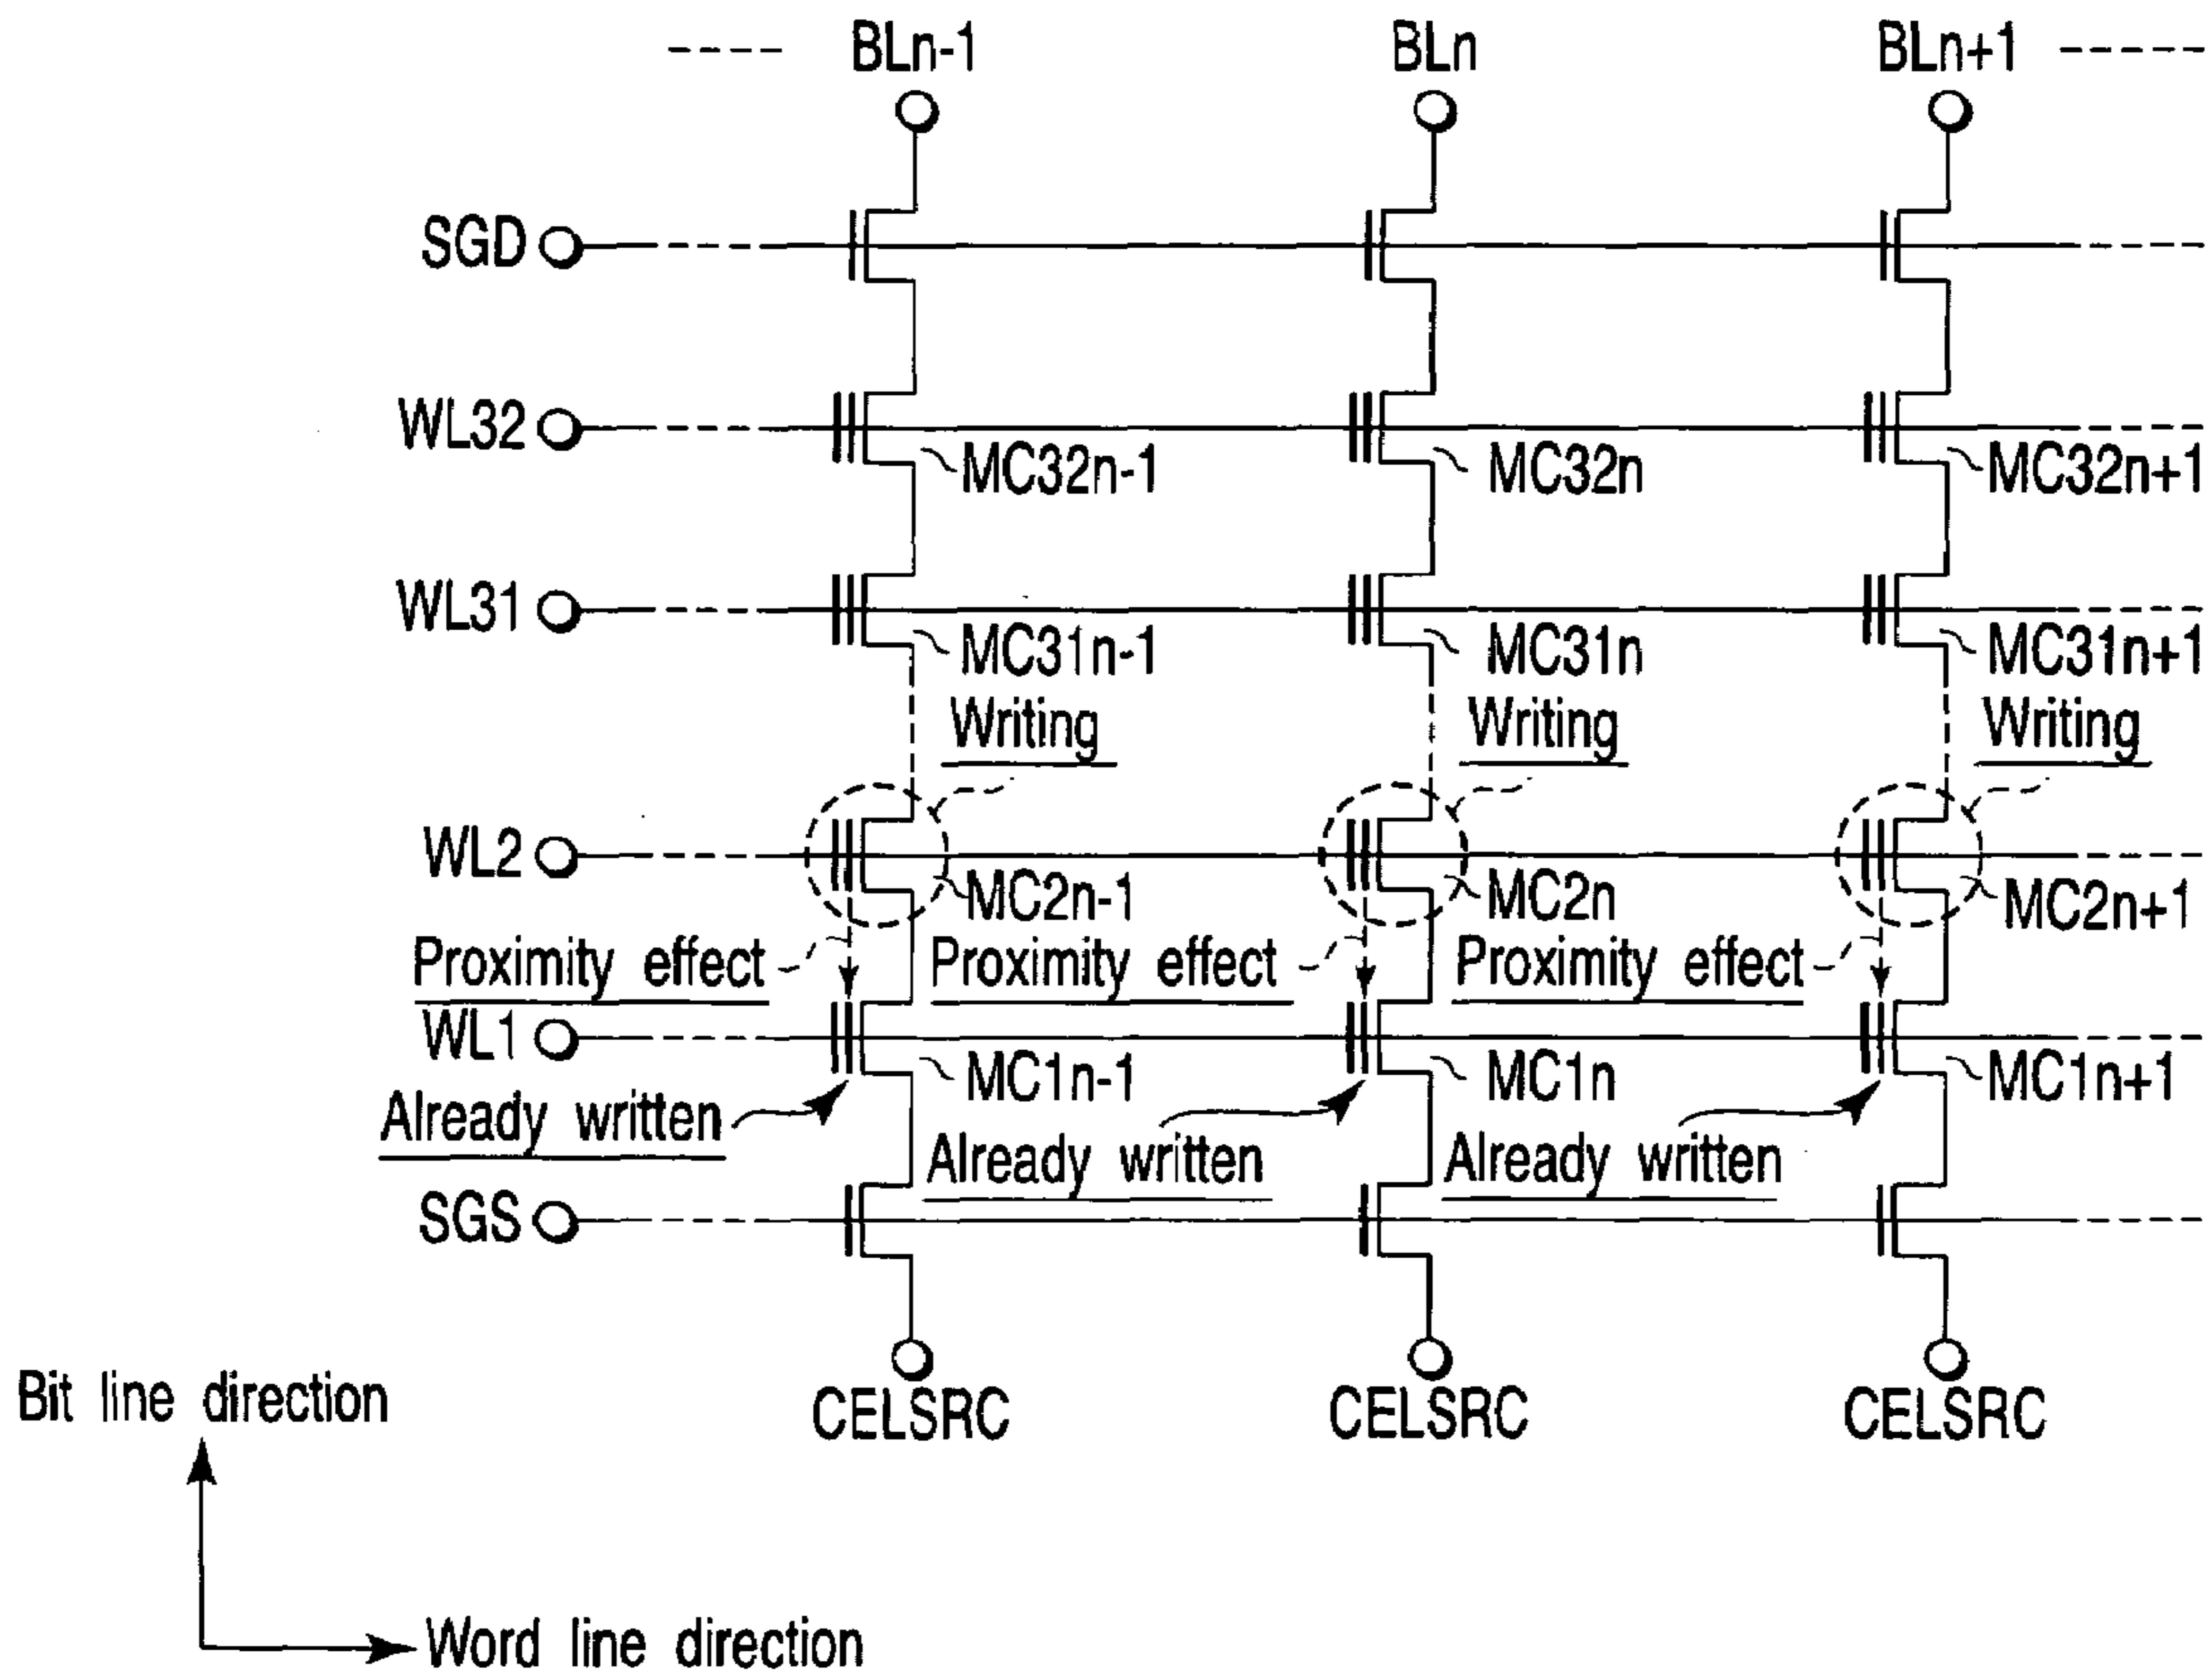 BLn-1 BLn BLn+1
SGD
WL32
MC32n-1 MC32n MC32n+1
WL31
MC31n-1 MC31n MC31n+1
Writing Writing Writing
WL2
MC2n-1 MC2n MC2n+1
Proximity effect Proximity effect Proximity effect
WL1
MC1n-1 MC1n MC1n+1
Already written
Already written Already written
SGS
CELSRC CELSRC CELSRC
Bit line direction
Word line direction